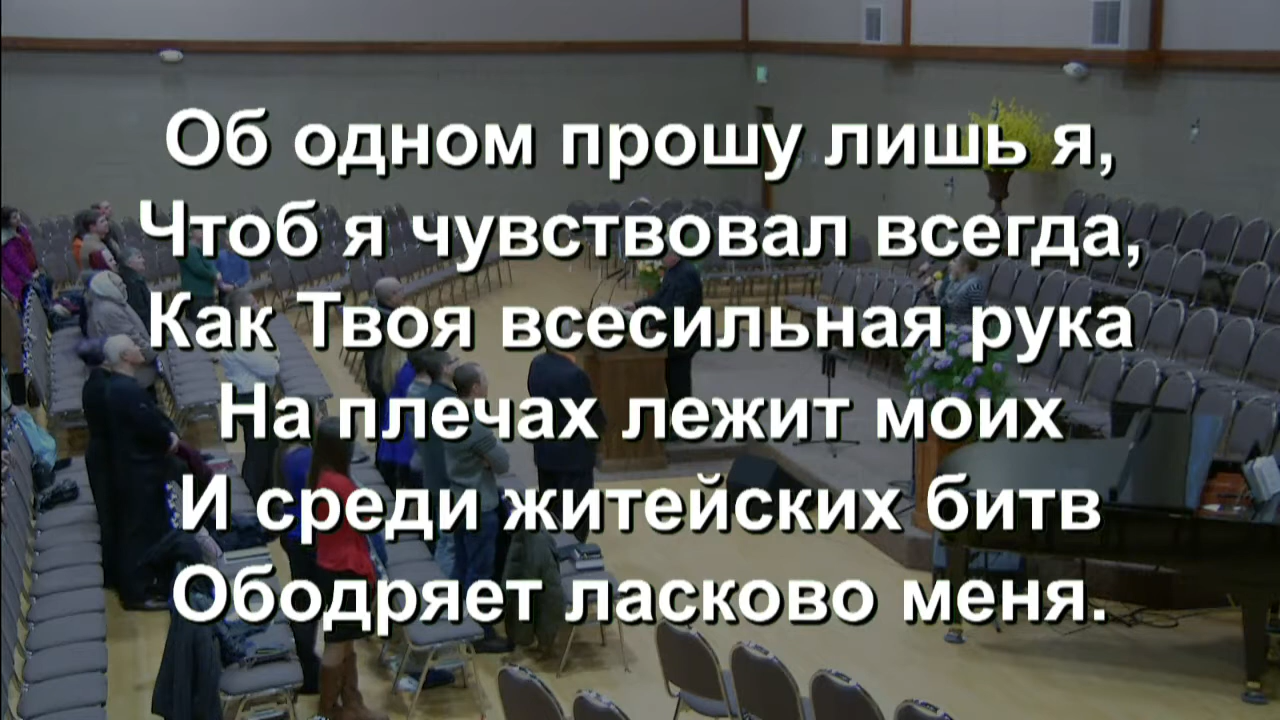 Об одном прошу лишь я,
Чтоб я чувствовал всегда,
Как Твоя всесильная рука
На плечах лежит моих
И среди житейских битв
Ободряет ласково меня.